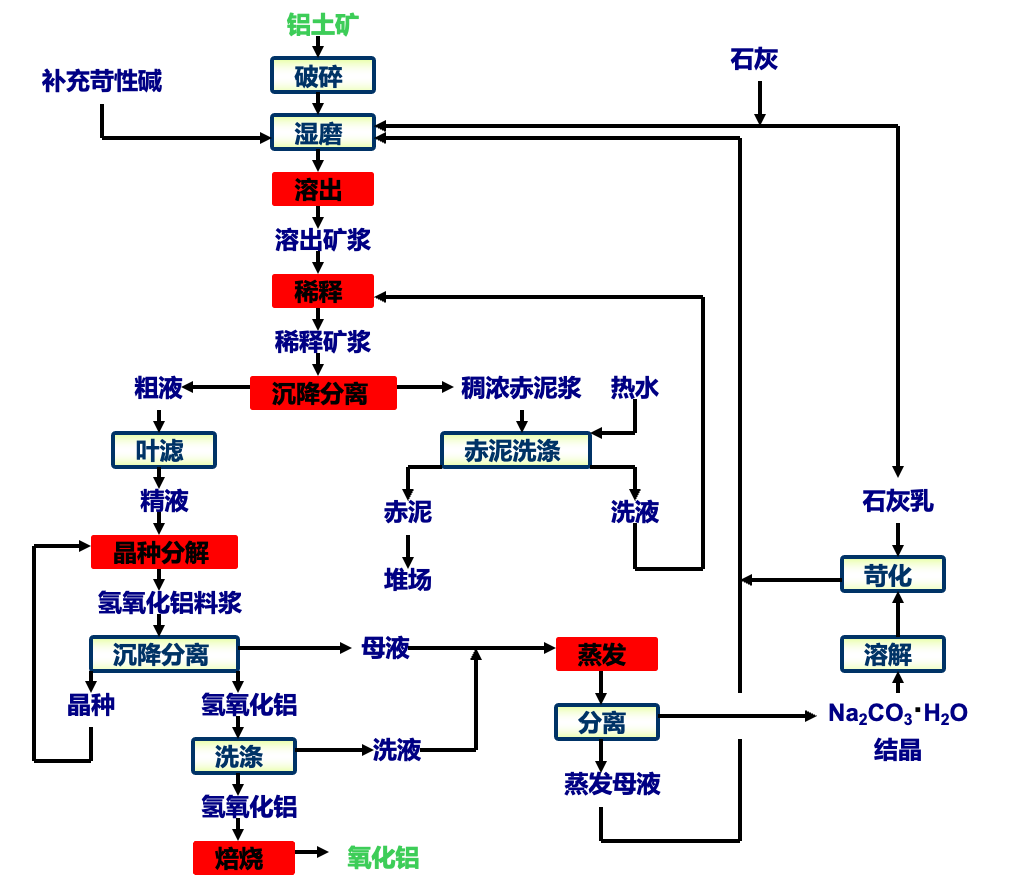 铝土矿
石灰
破碎
补充苛性碱
湿磨
溶出
溶出矿浆
稀释
稀释矿浆
粗液
沉降分离
稠浓赤泥浆
热水
叶滤
赤泥洗涤
精液
赤泥
洗液
石灰乳
晶种分解
堆场
苛化
氢氧化铝料浆
沉降分离
母液
蒸发
溶解
晶种
氢氧化铝
分离
Na₂CO₃·H₂O
结晶
洗涤
洗液
蒸发母液
氢氧化铝
焙烧
氧化铝